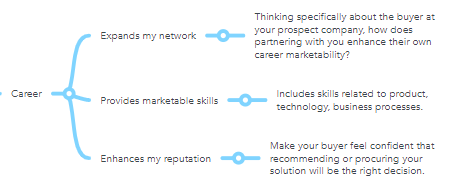 Career
Expands my network
Thinking specifically about the buyer at
your prospect company, how does
partnering with you enhance their own
career marketability?
Provides marketable skills
Includes skills related to product,
technology, business processes.
Enhances my reputation
Make your buyer feel confident that
recommending or procuring your
solution will be the right decision.